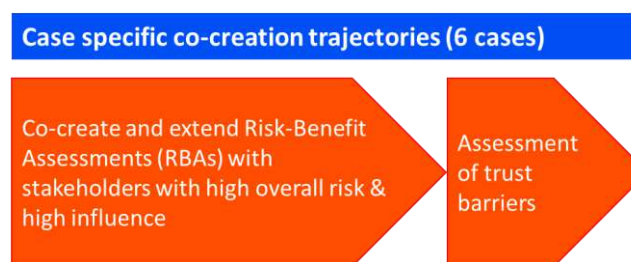 Case specific co-creation trajectories (6 cases)
Co-create and extend Risk-Benefit
Assessments (RBAs) with
stakeholders with high overall risk &
high influence
Assessment
of trust
barriers